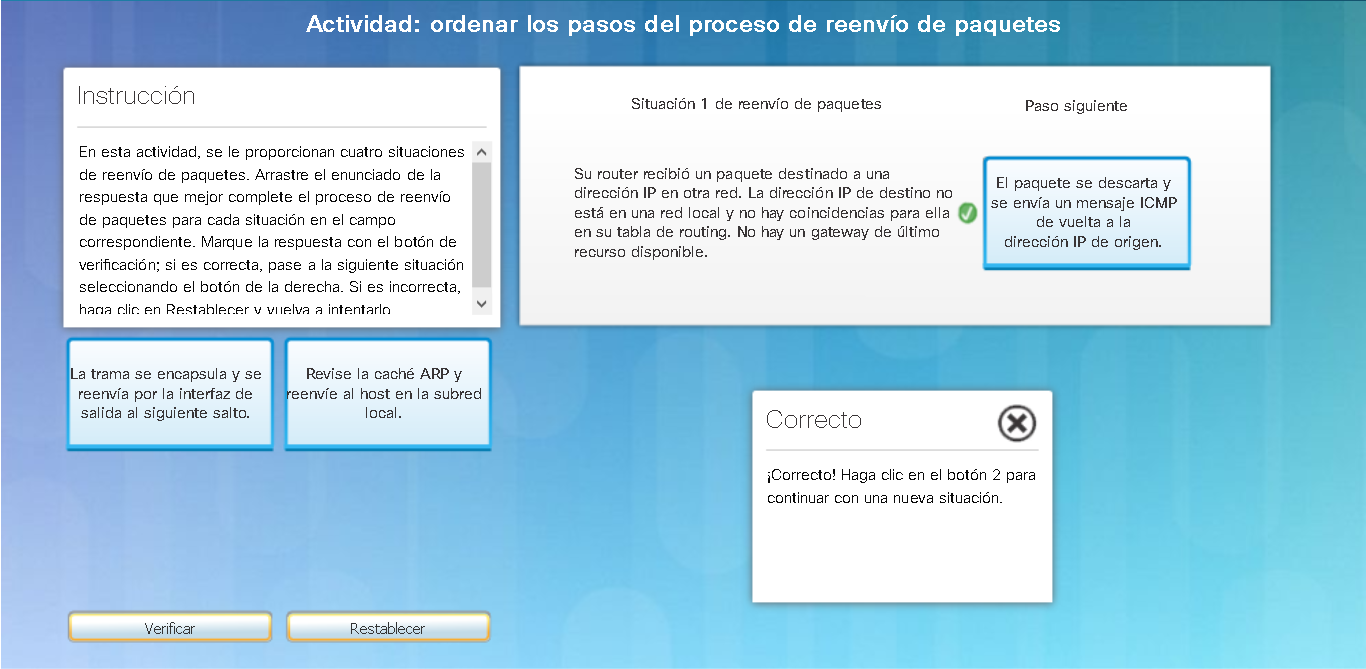 Actividad: ordenar los pasos del proceso de reenvío de paquetes
Instrucción
En esta actividad, se le proporcionan cuatro situaciones
de reenvío de paquetes. Arrastre el enunciado de la
respuesta que mejor complete el proceso de reenvío
de paquetes para cada situación en el campo
correspondiente. Marque la respuesta con el botón de
verificación; si es correcta, pase a la siguiente situación
seleccionando el botón de la derecha. Si es incorrecta,
haga clic en Restablecer y vuelva a intentarlo
Situación 1 de reenvío de paquetes
Paso siguiente
Su router recibió un paquete destinado a una
dirección IP en otra red. La dirección IP de destino no
está en una red local y no hay coincidencias para ella
en su tabla de routing. No hay un gateway de último
recurso disponible.
El paquete se descarta y
se envía un mensaje ICMP
de vuelta a la
dirección IP de origen.
La trama se encapsula y se
reenvía por la interfaz de
salida al siguiente salto.
Revise la caché ARP y
reenvíe al host en la subred
local.
Correcto
¡Correcto! Haga clic en el botón 2 para
continuar con una nueva situación.
Verificar
Restablecer